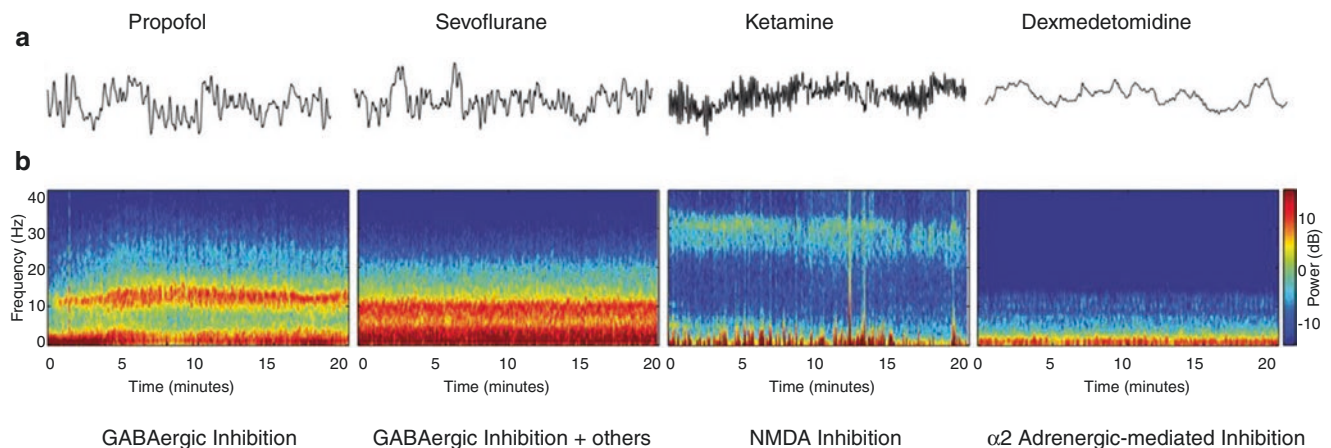 Propofol
Sevoflurane
Ketamine
Dexmedetomidine
a
b
Frequency (Hz)
40
30
20
10
0
0 5 10 15 20
Time (minutes)
0 5 10 15 20
Time (minutes)
0 5 10 15 20
Time (minutes)
0 5 10 15 20
Time (minutes)
10
0
-10
Power (dB)
GABAergic Inhibition
GABAergic Inhibition + others
NMDA Inhibition
α2 Adrenergic-mediated Inhibition